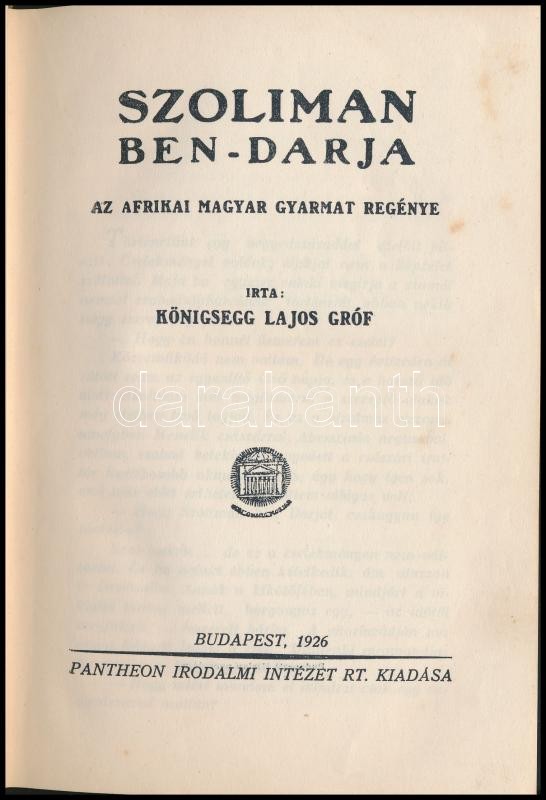 SZOLIMAN
BEN-DARJA
AZ AFRIKAI MAGYAR GYARMAT REGÉNYE
IRTA:
KÖNIGSEGG LAJOS GRÓF
darabanth
BUDAPEST, 1926
PANTHEON IRODALMI INTÉZET RT. KIADÁSA